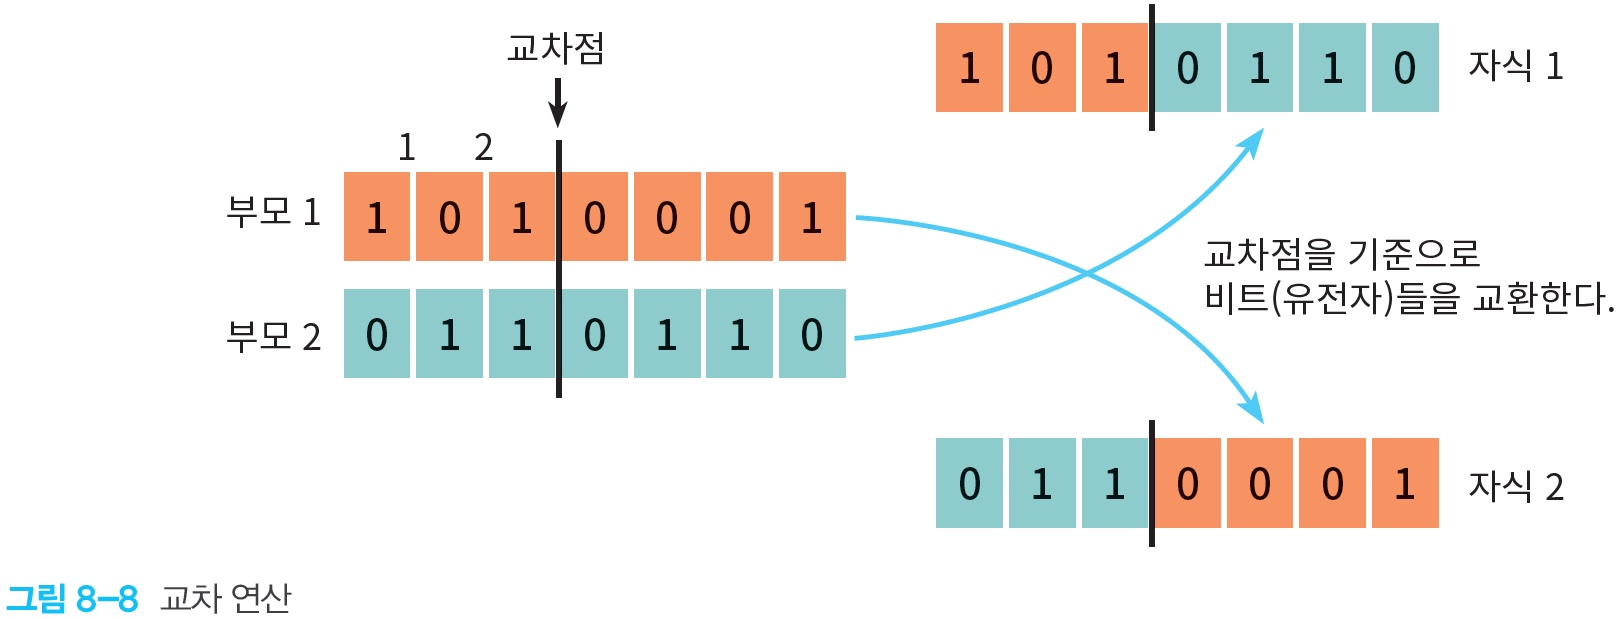 교차점
1 2
부모 1 1 0 1 0 0 0 1
부모 2 0 1 1 0 1 1 0
1 0 1 0 1 1 0 자식 1
교차점을 기준으로
비트(유전자)들을 교환한다.
0 1 1 0 0 0 1 자식 2
그림 8-8 교차 연산